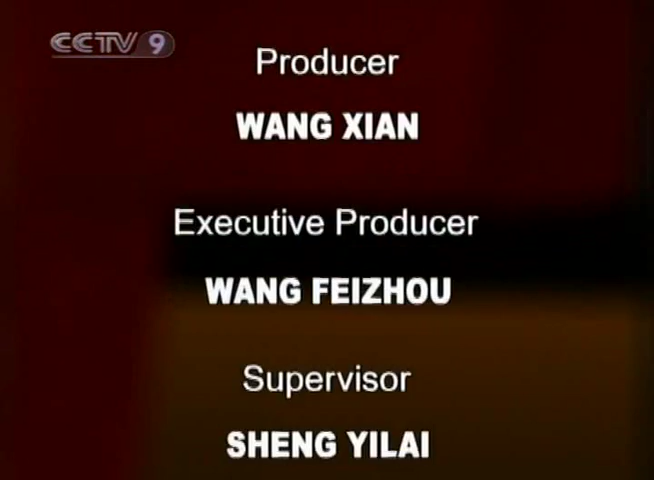 CCTV 9
Producer
WANG XIAN
Executive Producer
WANG FEIZHOU
Supervisor
SHENG YILAI